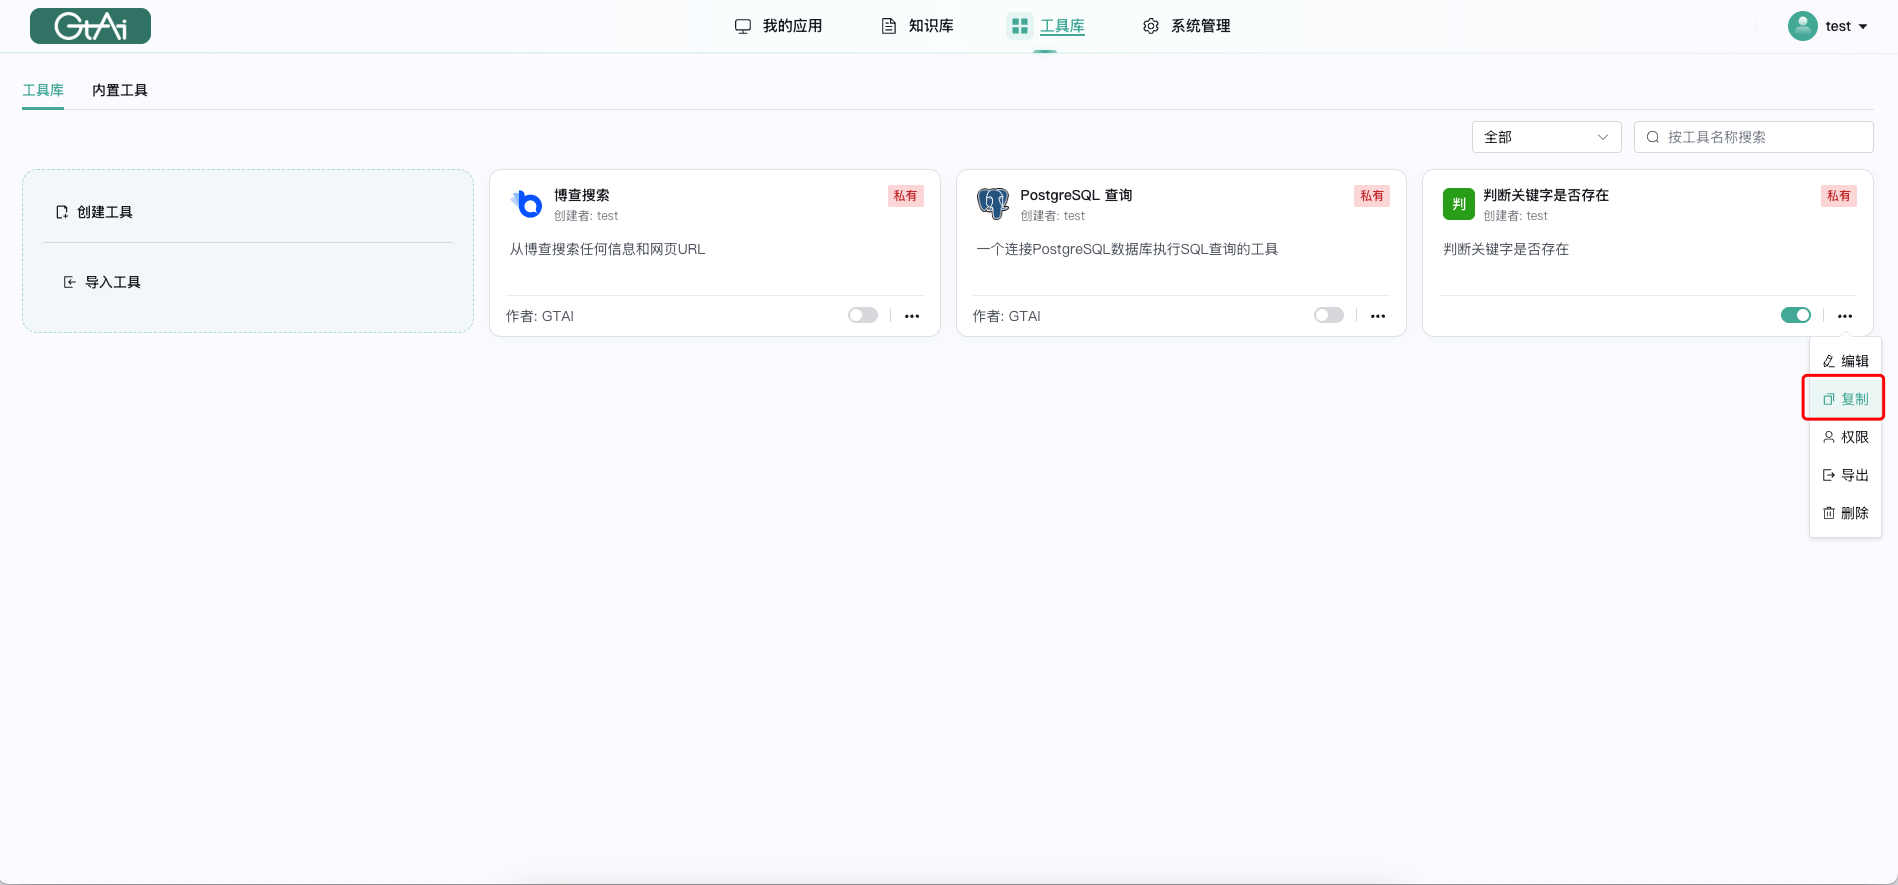 GtAi
我的应用
知识库
工具库
系统管理
test
工具库
内置工具
全部
按工具名称搜索
创建工具
导入工具
博查搜索
创建者: test
私有
从博查搜索任何信息和网页URL
作者: GTAI
PostgreSQL 查询
创建者: test
私有
一个连接PostgreSQL数据库执行SQL查询的工具
作者: GTAI
判
判断关键字是否存在
创建者: test
私有
判断关键字是否存在
编辑
复制
权限
导出
删除